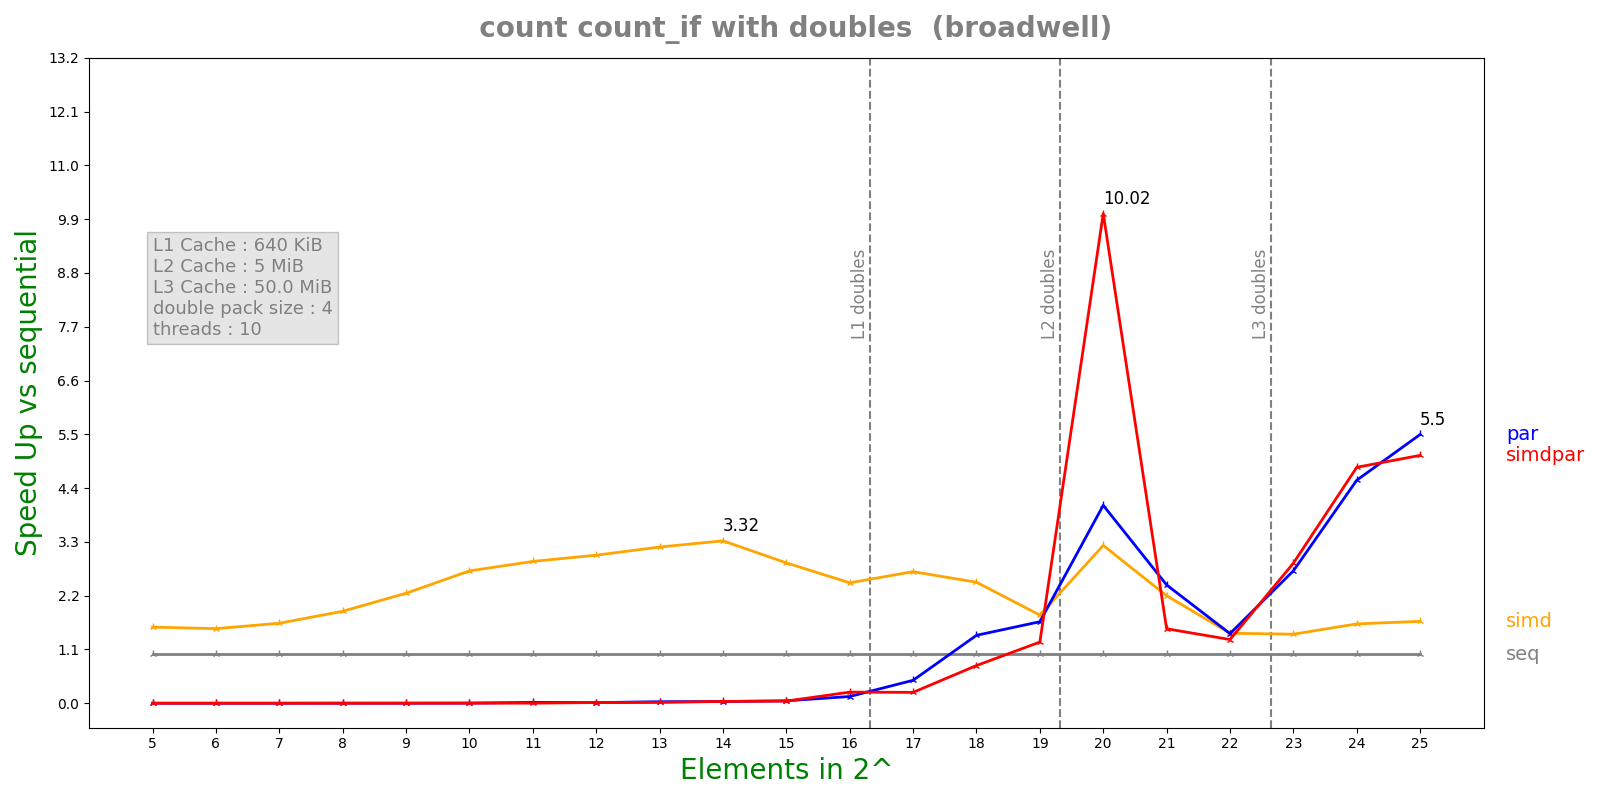 count count_if with doubles  (broadwell)
Speed Up vs sequential
13.2
12.1
11.0
9.9
8.8
7.7
6.6
5.5
4.4
3.3
2.2
1.1
0.0
L1 Cache : 640 KiB
L2 Cache : 5 MiB
L3 Cache : 50.0 MiB
double pack size : 4
threads : 10
3.32
L1 doubles
L2 doubles
10.02
L3 doubles
5.5
par
simdpar
simd
seq
5 6 7 8 9 10 11 12 13 14 15 16 17 18 19 20 21 22 23 24 25
Elements in 2^